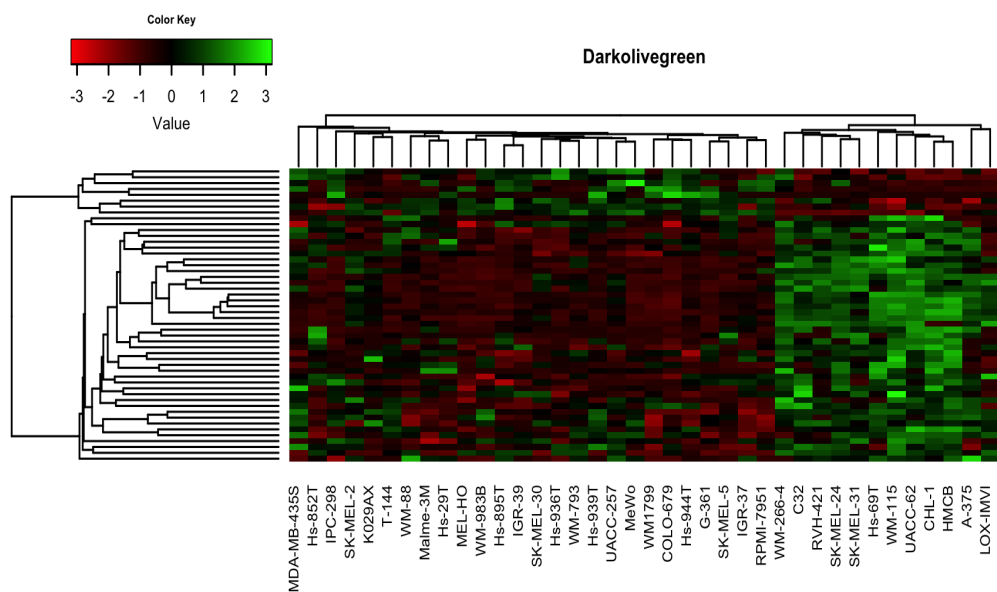 Color Key
-3 -2 -1 0 1 2 3
Value
Darkolivegreen
MDA-MB-435S
Hs-852T
IPC-298
SK-MEL-2
K029AX
T-144
WM-88
Malme-3M
Hs-29T
MEL-HO
WM-983B
Hs-895T
IGR-39
SK-MEL-30
Hs-936T
WM-793
Hs-939T
UACC-257
MeWo
WM1799
COLO-679
Hs-944T
G-361
SK-MEL-5
IGR-37
RPMI-7951
WM-266-4
C32
RVH-421
SK-MEL-24
SK-MEL-31
Hs-69T
WM-115
UACC-62
CHL-1
HMCB
A-375
LOX-IMVI